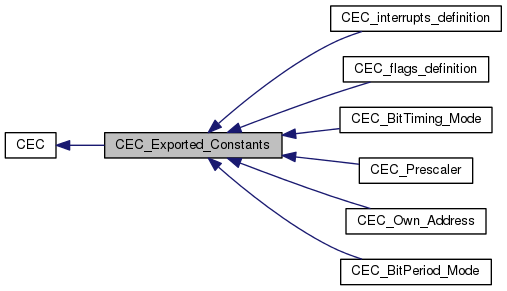 CEC_interrupts_definition
CEC_flags_definition
CEC_BitTiming_Mode
CEC
CEC_Exported_Constants
CEC_Prescaler
CEC_Own_Address
CEC_BitPeriod_Mode